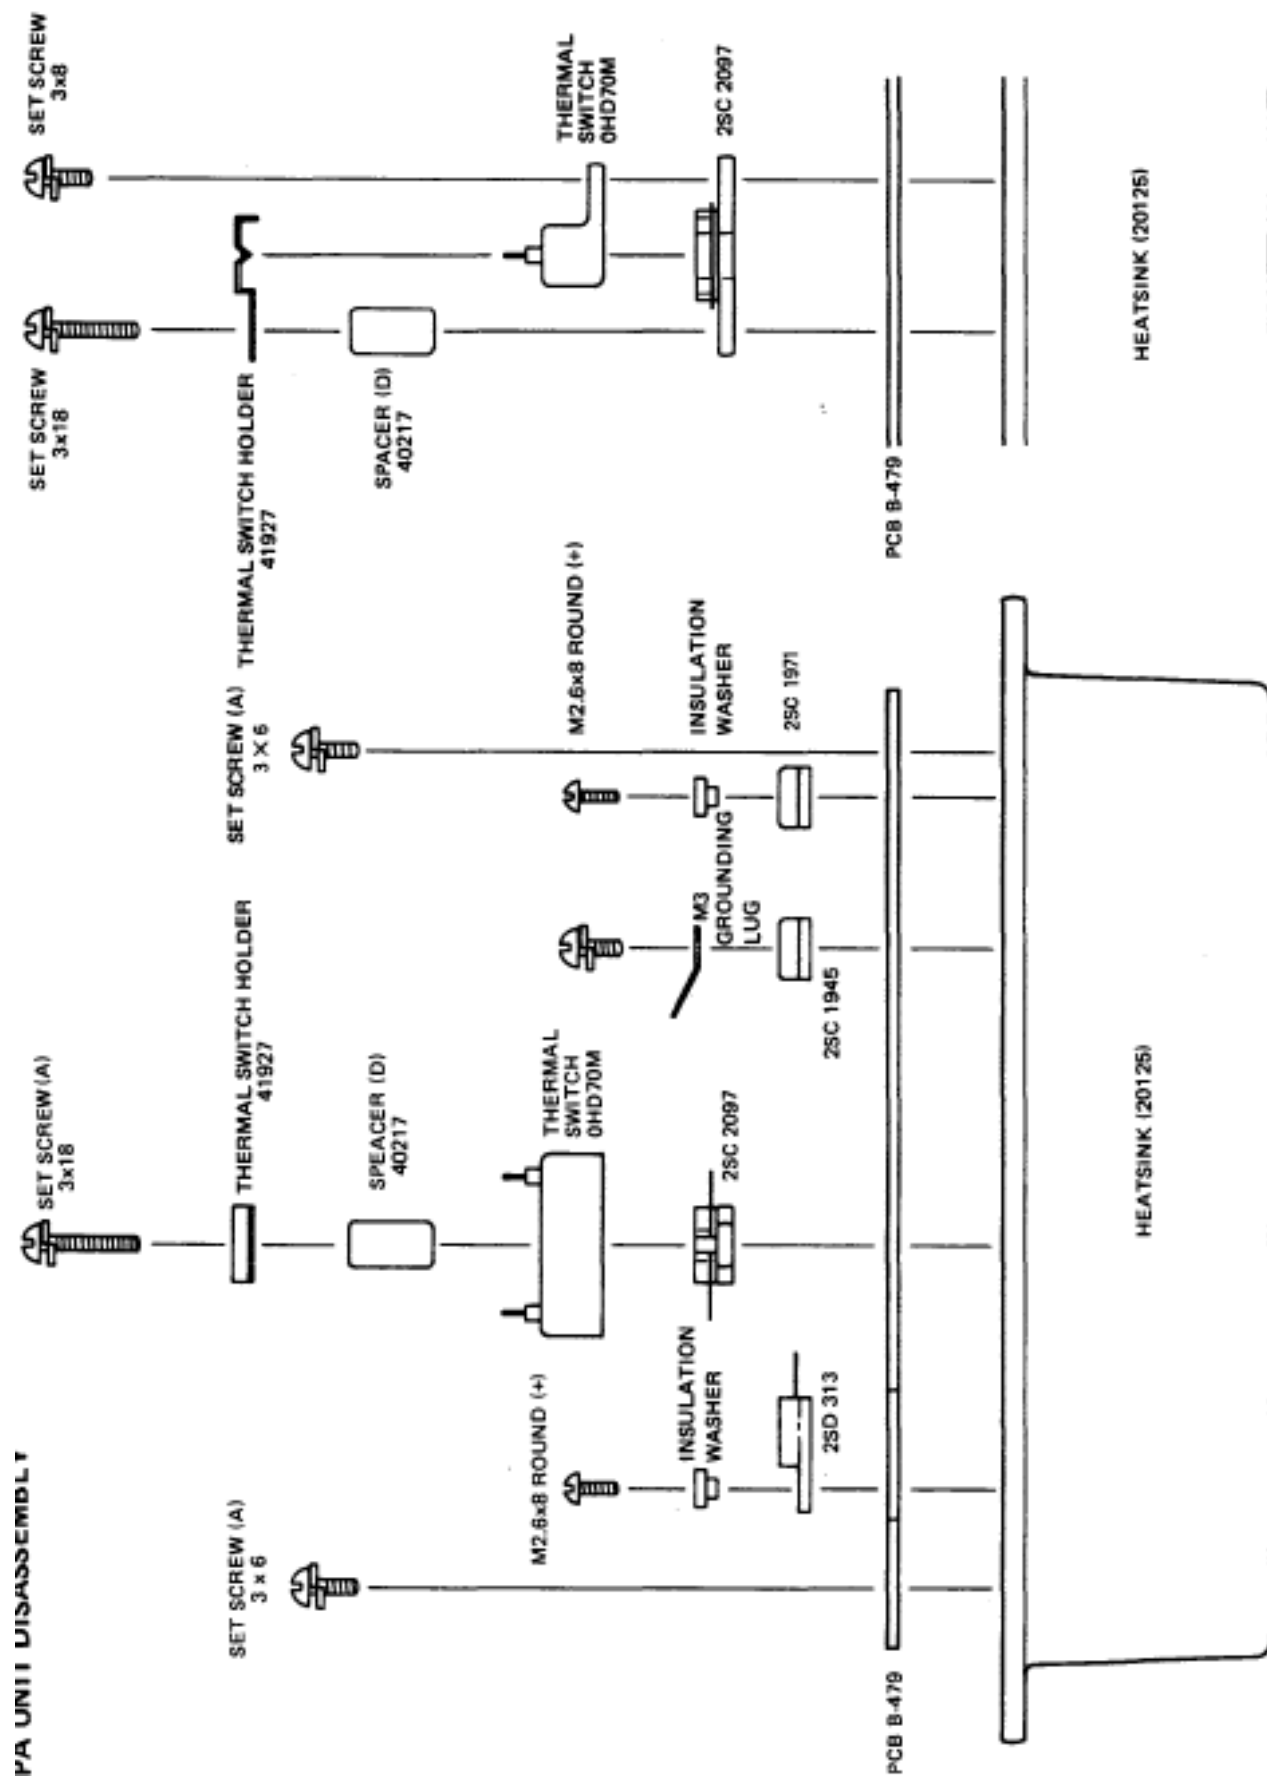 PA UNIT DISASSEMBLY
SET SCREW (A)
3 x 6
M2.6x8 ROUND (+)
INSULATION
WASHER
2SD 313
SET SCREW (A)
3x18
THERMAL SWITCH HOLDER
41927
SPEACER (D)
40217
THERMAL
SWITCH
OHD70M
2SC 2097
M3
GROUNDING
LUG
2SC 1945
SET SCREW (A)
3 X 6
M2.6x8 ROUND (+)
INSULATION
WASHER
2SC 1971
PCB B-479
HEATSINK (20125)
SET SCREW
3x18
SET SCREW
3x8
THERMAL SWITCH HOLDER
41927
SPACER (D)
40217
THERMAL
SWITCH
OHD70M
2SC 2097
PCB B-479
HEATSINK (20125)